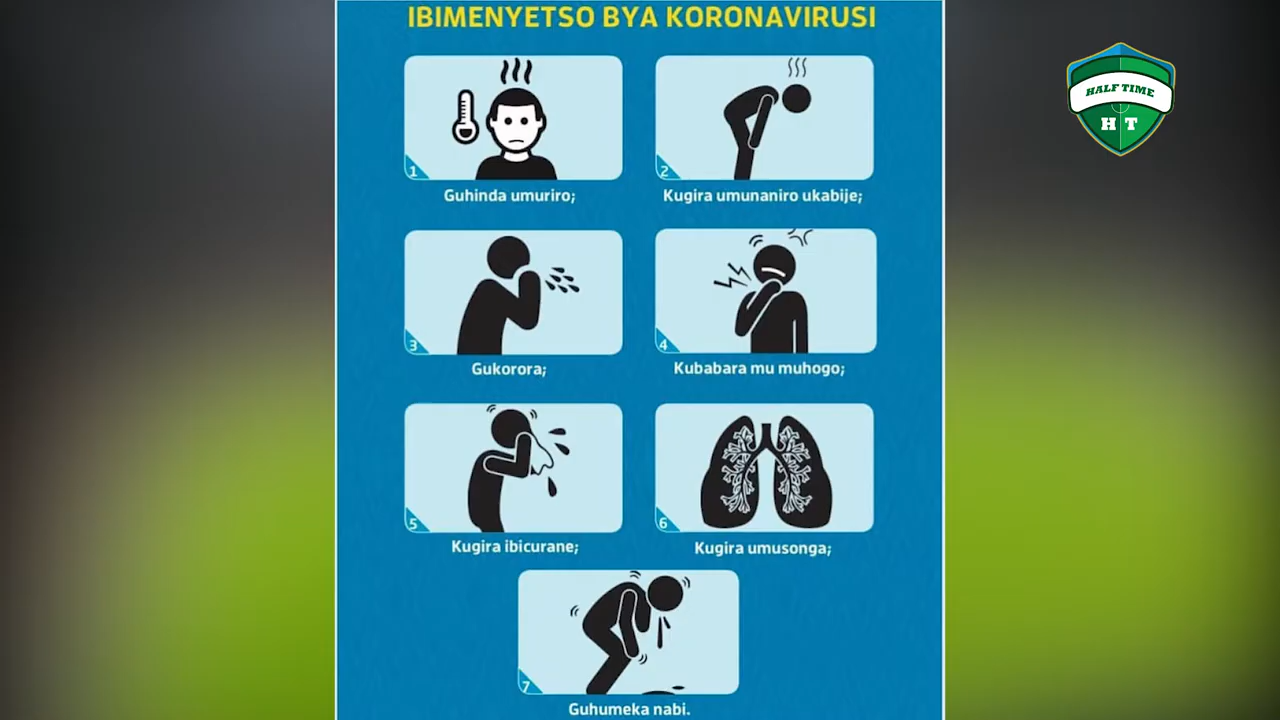 IBIMENYETSO BYA KORONAVIRUSI
HALF TIME
H T
1
2
Guhinda umuriro;
Kugira umunaniro ukabije;
3
4
Gukorora;
Kubabara mu muhogo;
5
6
Kugira ibicurane;
Kugira umusonga;
7
Guhumeka nabi.